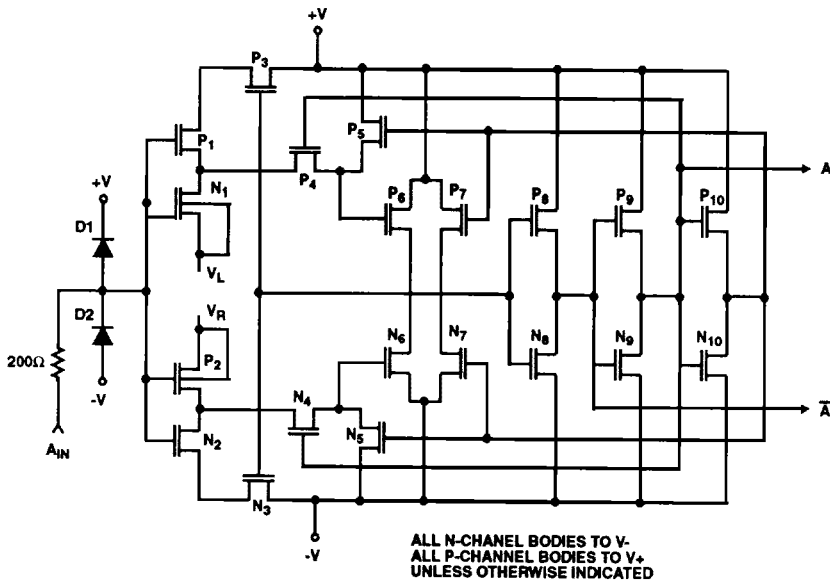 +V
P3
P5
P1
P4
N1
+V
D1
VL
P6
P7
P8
P9
P10
A
D2
200Ω
-V
AIN
VR
P2
N4
N2
N5
N3
N6
N7
N8
N9
N10
A̅
-V
ALL N-CHANEL BODIES TO V-
ALL P-CHANNEL BODIES TO V+
UNLESS OTHERWISE INDICATED